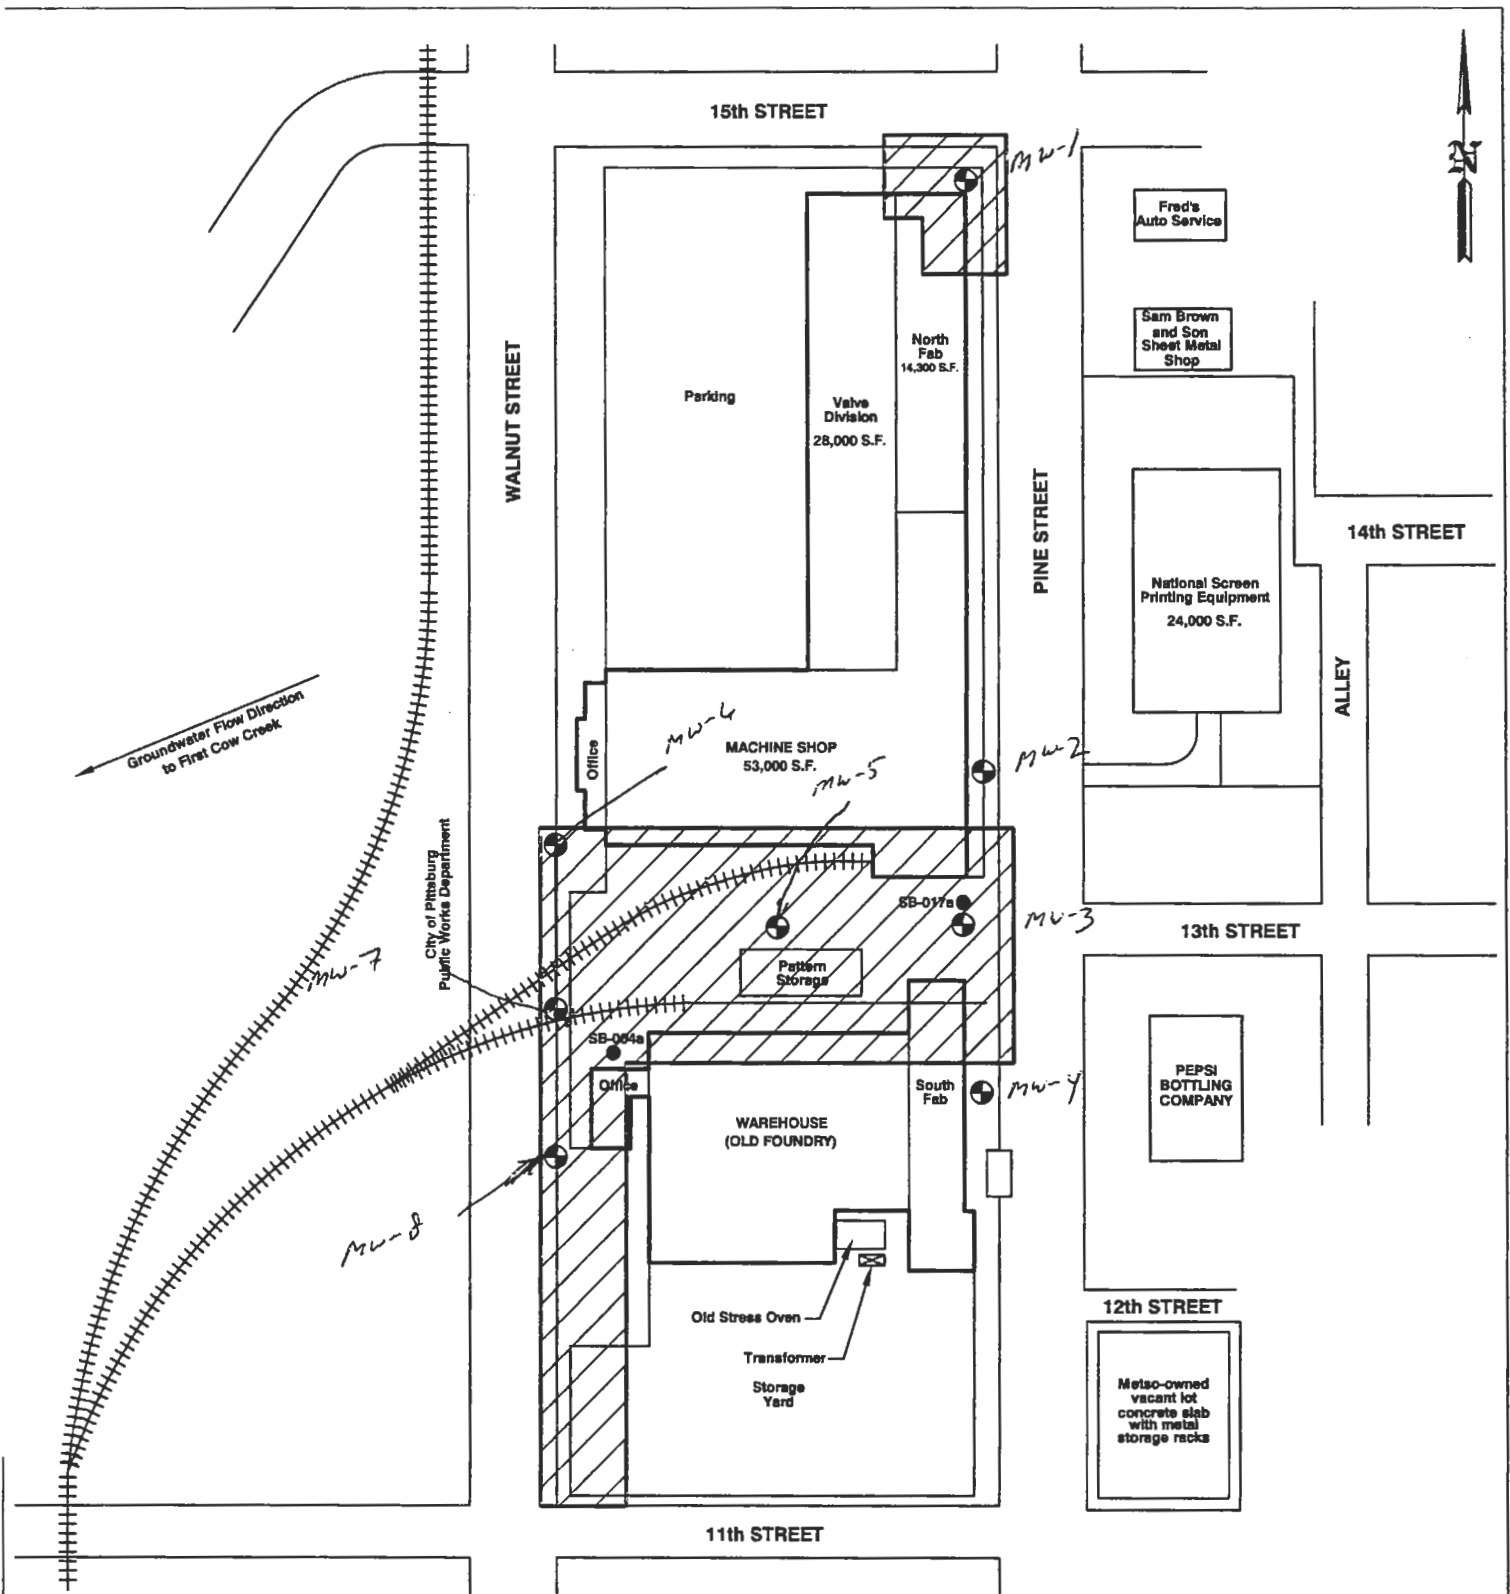 15th STREET
MW-1
N
Fred's
Auto Service
Sam Brown
and Son
Sheet Metal
Shop
North
Fab
14,300 S.F.
WALNUT STREET
Parking
Valve
Division
28,000 S.F.
PINE STREET
14th STREET
National Screen
Printing Equipment
24,000 S.F.
ALLEY
Groundwater Flow Direction
to First Cow Creek
MW-6
Office
MACHINE SHOP
53,000 S.F.
MW-2
MW-5
City of Pittsburg
Public Works Department
SB-017a
MW-3
13th STREET
MW-7
Pattern
Storage
SB-064a
Office
South
Fab
MW-4
PEPSI
BOTTLING
COMPANY
WAREHOUSE
(OLD FOUNDRY)
MW-8
Old Stress Oven
12th STREET
Transformer
Storage
Yard
Metso-owned
vacant lot
concrete slab
with metal
storage racks
11th STREET